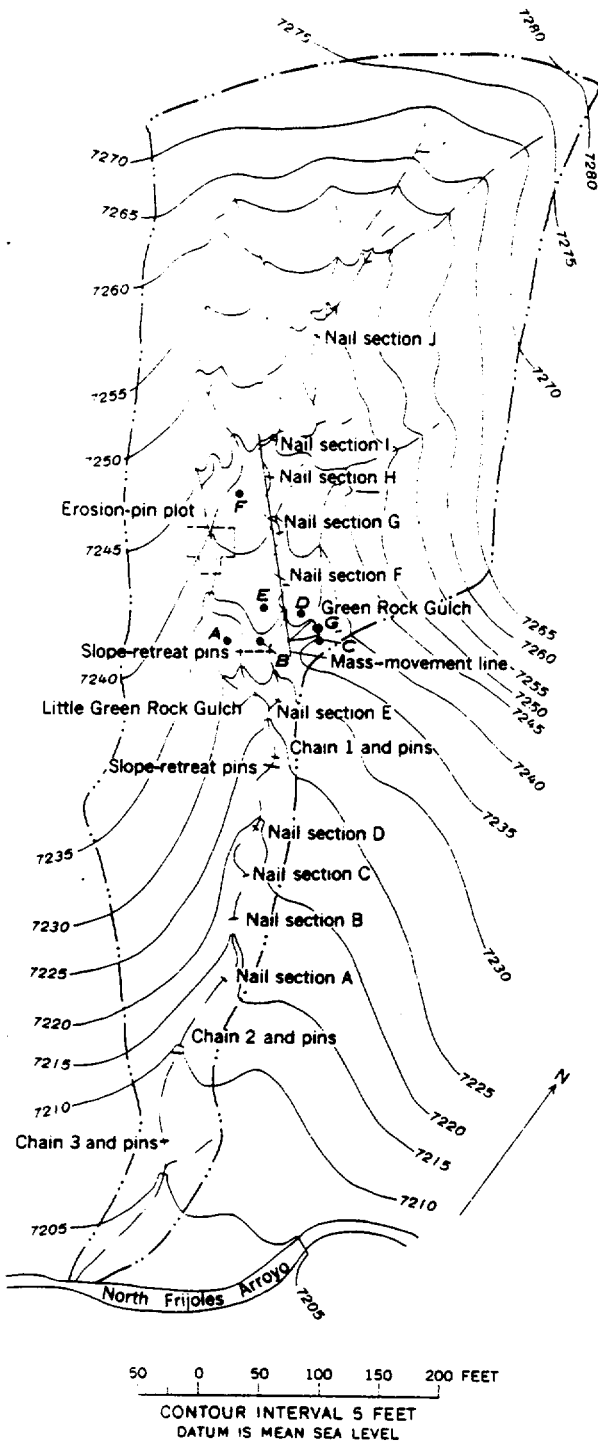 7275
7280
7270
7280
7265
7275
7260
Nail section J
7270
7255
Nail section I
7250
Nail section H
F
Erosion-pin plot
Nail section G
7245
Nail section F
E
D
Green Rock Gulch
7265
G
A
C
7260
Slope-retreat pins
B
Mass-movement line
7255
7240
7250
Little Green Rock Gulch
Nail section E
7245
Chain 1 and pins
7240
Slope-retreat pins
7235
Nail section D
7235
Nail section C
7230
Nail section B
7230
7225
Nail section A
7220
Chain 2 and pins
7215
7225
N
7210
7220
Chain 3 and pins
7215
7210
7205
North Frijoles Arroyo
7205
50 0 50 100 150 200 FEET
CONTOUR INTERVAL 5 FEET
DATUM IS MEAN SEA LEVEL